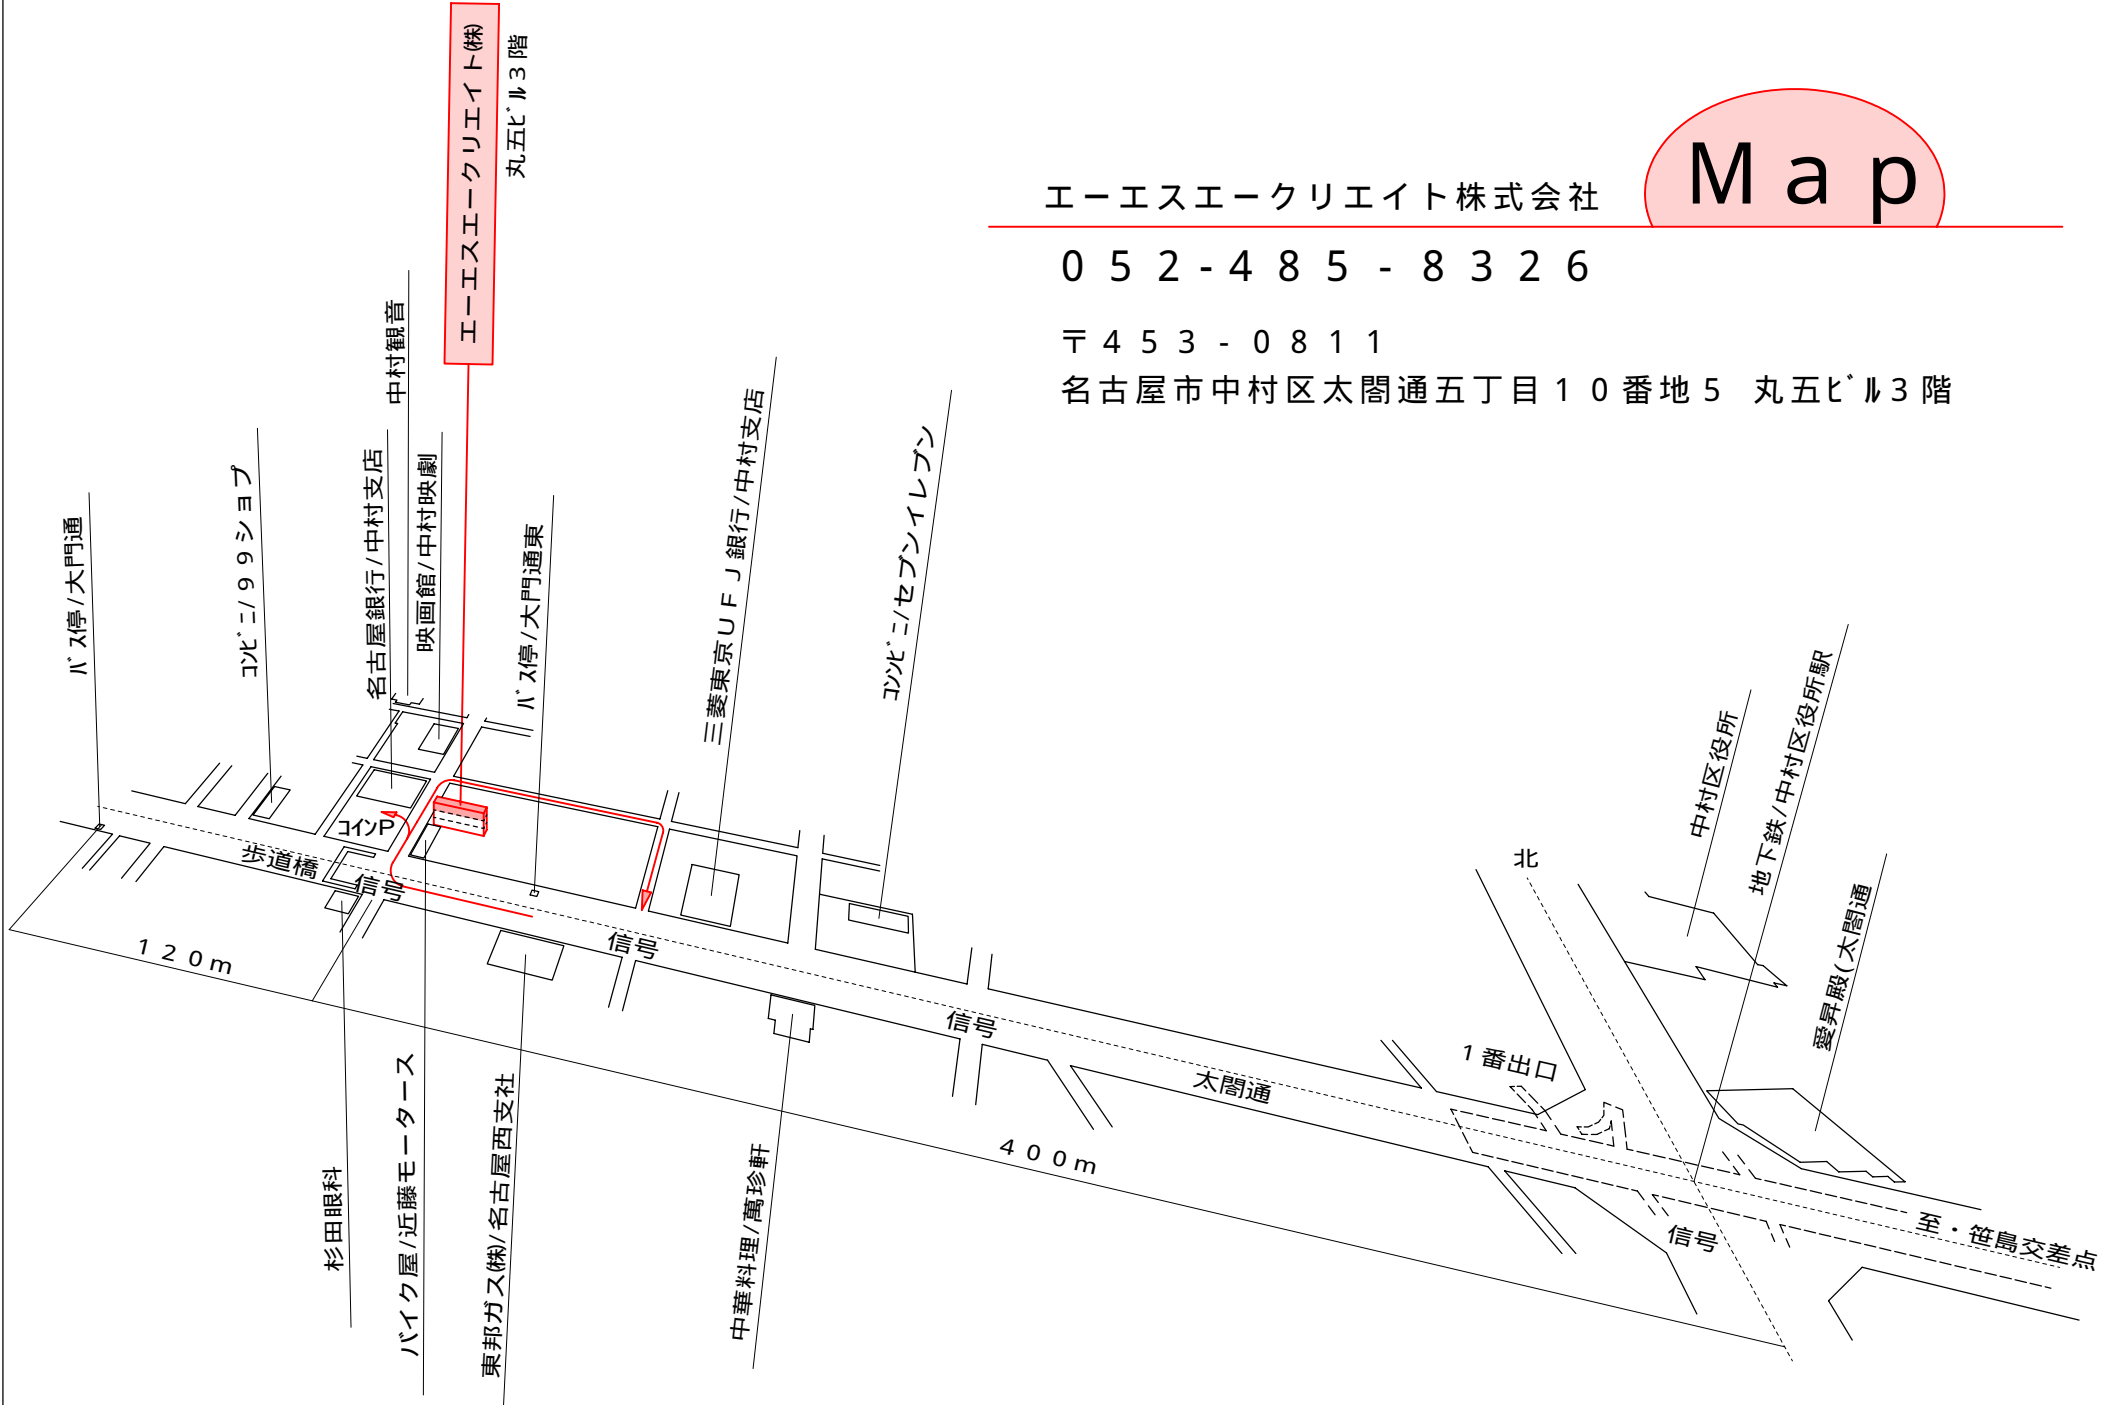 Map
エーエスエークリエイト株式会社
052-485-8326
〒453-0811
名古屋市中村区太閤通五丁目10番地5 丸五ﾋﾞﾙ3階
エーエスエークリエイト㈱
丸五ﾋﾞﾙ3階
ﾊﾞｽ停/大門通
ｺﾝﾋﾞﾆ/99ショプ
名古屋銀行/中村支店
中村観音
映画館/中村映劇
ﾊﾞｽ停/大門通東
三菱東京UFJ銀行/中村支店
ｺﾝﾝﾋﾞﾆ/セブンイレブン
中村区役所
地下鉄/中村区役所駅
愛昇殿(太閤通
北
ｺｲﾝP
歩道橋
信号
信号
信号
太閤通
1番出口
信号
至・笹島交差点
120m
400m
杉田眼科
バイク屋/近藤モータース
東邦ガス㈱/名古屋西支社
中華料理/萬珍軒